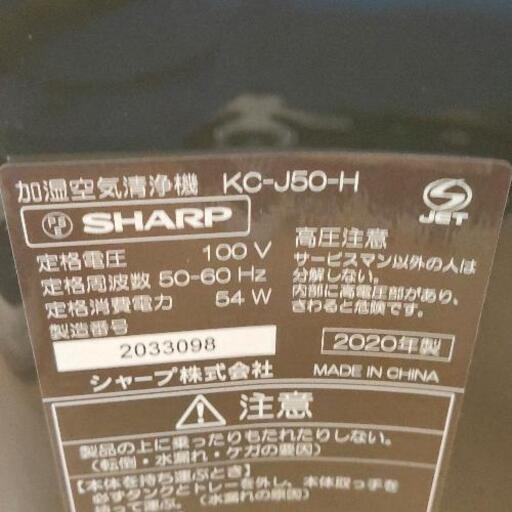 加湿空気清浄機 KC-J50-H
PSE SHARP
JET
定格電圧 100 V
定格周波数 50-60 Hz
定格消費電力 54 W
製造番号
2033098
シャープ株式会社
高圧注意
サービスマン以外の人は
分解しない。
内部に高電圧部があり、
さわると危険です。
2020年製
MADE IN CHINA
注意
製品の上に乗ったりもたれたりしない。
(転倒・水漏れ・ケガの要因)
【本体を持ち運ぶとき】
必ずタンクとトレーを外し、本体取っ手を
持って運ぶ。(水漏れの原因)